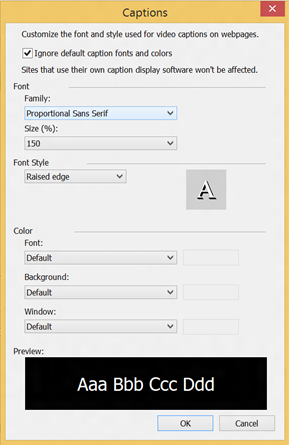 Captions
Customize the font and style used for video captions on webpages.
Ignore default caption fonts and colors
Sites that use their own caption display software won't be affected.
Font
Family:
Proportional Sans Serif
Size (%):
150
Font Style
Raised edge
A
Color
Font:
Default
Background:
Default
Window:
Default
Preview:
Aaa Bbb Ccc Ddd
OK Cancel